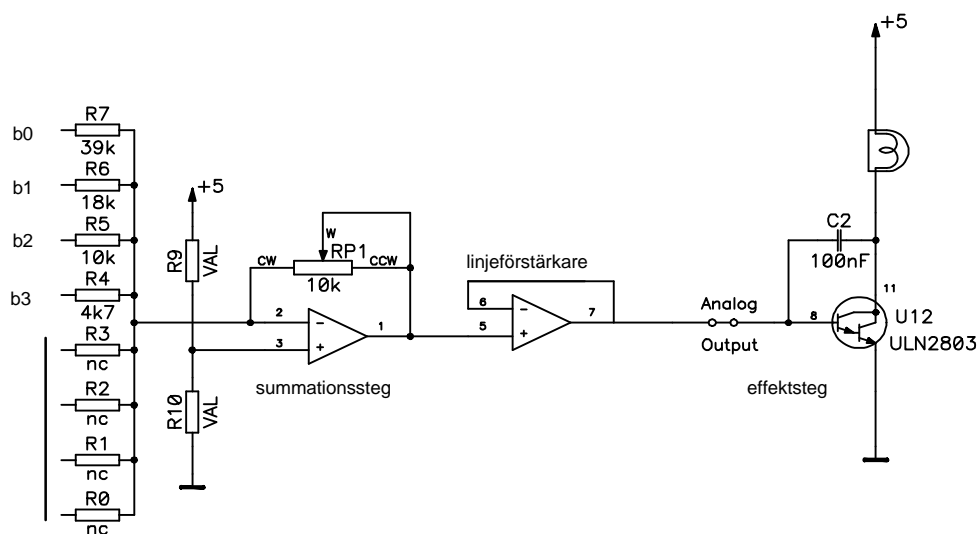 +5
R7
b0
39k
R6
b1
18k
+5
R5
b2
10k
R9
VAL
W
RP1
CW
CCW
10k
C2
100nF
linjeförstärkare
R4
b3
4k7
2
1
3
6
5
7
Analog
Output
8
11
U12
ULN2803
R3
nc
summationssteg
effektsteg
R10
VAL
R2
nc
R1
nc
R0
nc